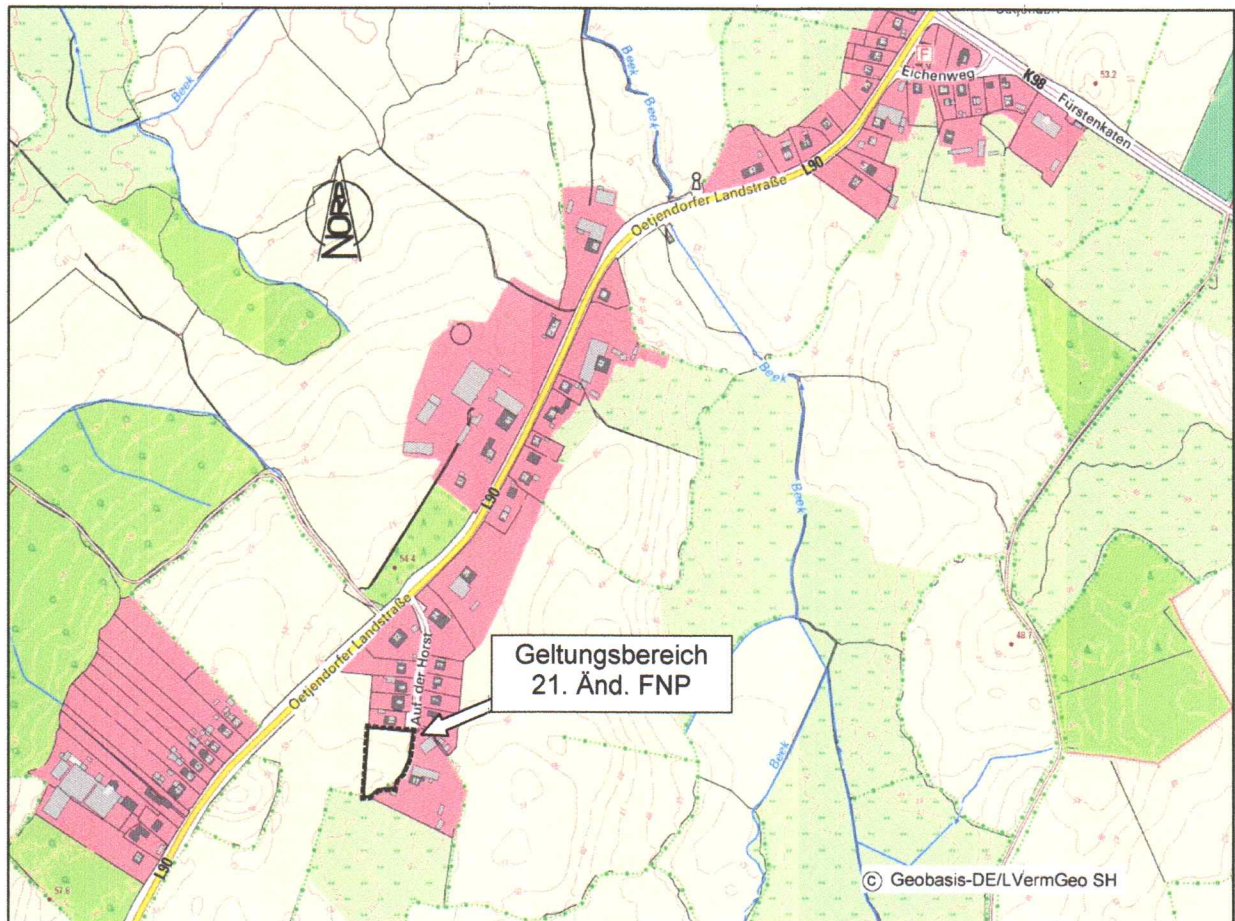 Beek
Beek
Beek
F
Eichenweg
K98
53.2
Fürstenkaten
L90
Oetjendorfer Landstraße
NORD
Beek
Beek
L90
54.4
Oetjendorfer Landstraße
48.7
Auf der Horst
Geltungsbereich
21. Änd. FNP
Beek
L90
57.6
© Geobasis-DE/LVermGeo SH